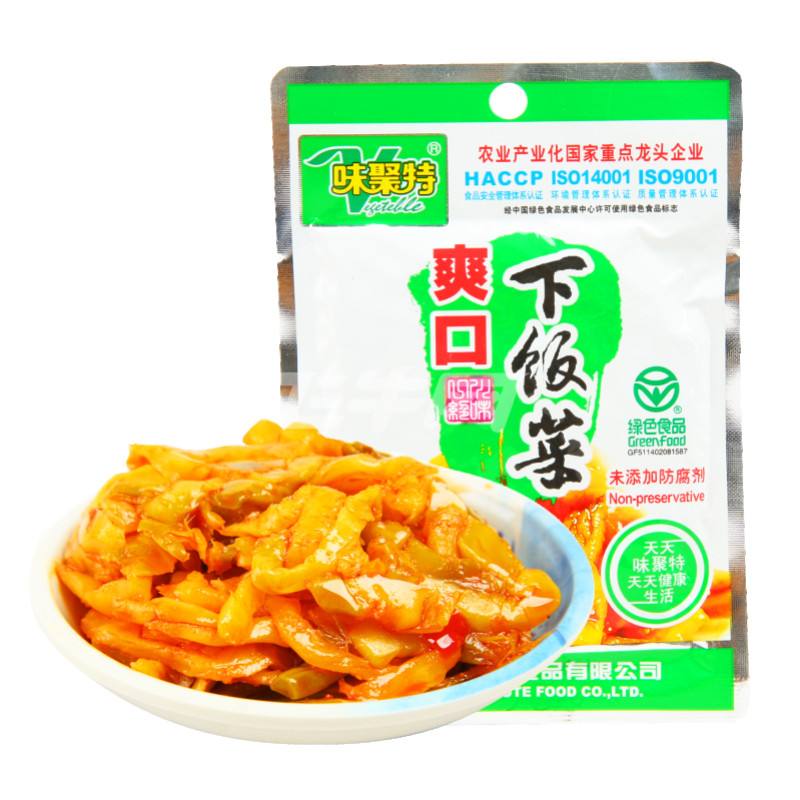 味聚特®
Vegetable
农业产业化国家重点龙头企业
HACCP ISO14001 ISO9001
食品安全管理体系认证 环境管理体系认证 质量管理体系认证
经中国绿色食品发展中心许可使用绿色食品标志
爽口
下饭菜
绿色食品®
GreenFood
GF511402081587
未添加防腐剂
Non-preservative
天天
味聚特
天天健康
生活
品有限公司
UTE FOOD CO.,LTD.